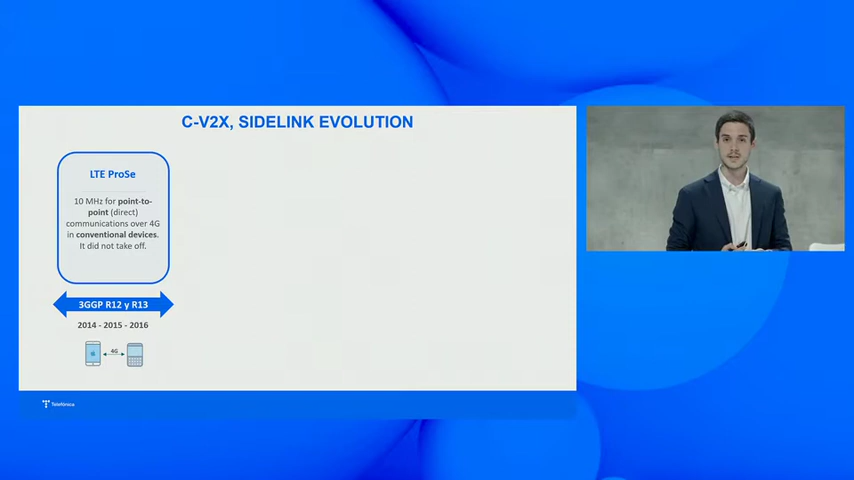 C-V2X, SIDELINK EVOLUTION
LTE ProSe
10 MHz for point-to-
point (direct)
communications over 4G
in conventional devices.
It did not take off.
3GGP R12 y R13
2014 - 2015 - 2016
4G
Telefónica